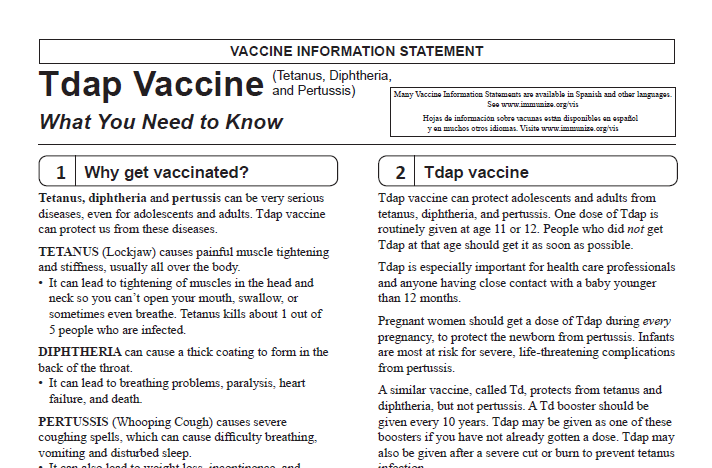 VACCINE INFORMATION STATEMENT
Tdap Vaccine
(Tetanus, Diphtheria,
and Pertussis)
What You Need to Know
Many Vaccine Information Statements are available in Spanish and other languages.
See www.immunize.org/vis
Hojas de información sobre vacunas están disponibles en español
y en muchos otros idiomas. Visite www.immunize.org/vis
1 Why get vaccinated?
Tetanus, diphtheria and pertussis can be very serious
diseases, even for adolescents and adults. Tdap vaccine
can protect us from these diseases.
TETANUS (Lockjaw) causes painful muscle tightening
and stiffness, usually all over the body.
• It can lead to tightening of muscles in the head and
neck so you can’t open your mouth, swallow, or
sometimes even breathe. Tetanus kills about 1 out of
5 people who are infected.
DIPHTHERIA can cause a thick coating to form in the
back of the throat.
• It can lead to breathing problems, paralysis, heart
failure, and death.
PERTUSSIS (Whooping Cough) causes severe
coughing spells, which can cause difficulty breathing,
vomiting and disturbed sleep.
• It can also lead to weight loss, incontinence, and
2 Tdap vaccine
Tdap vaccine can protect adolescents and adults from
tetanus, diphtheria, and pertussis. One dose of Tdap is
routinely given at age 11 or 12. People who did not get
Tdap at that age should get it as soon as possible.
Tdap is especially important for health care professionals
and anyone having close contact with a baby younger
than 12 months.
Pregnant women should get a dose of Tdap during every
pregnancy, to protect the newborn from pertussis. Infants
are most at risk for severe, life-threatening complications
from pertussis.
A similar vaccine, called Td, protects from tetanus and
diphtheria, but not pertussis. A Td booster should be
given every 10 years. Tdap may be given as one of these
boosters if you have not already gotten a dose. Tdap may
also be given after a severe cut or burn to prevent tetanus
infection.